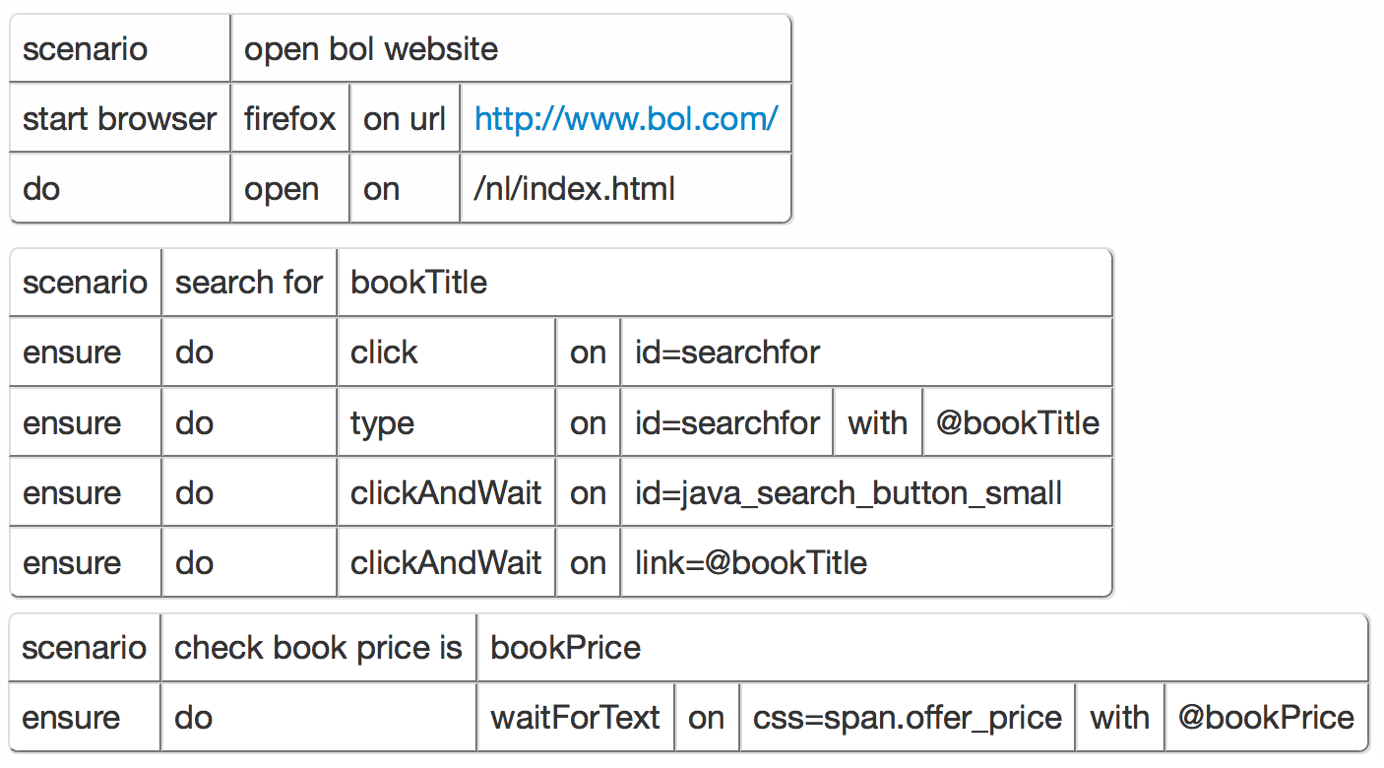 scenario open bol website
start browser firefox on url http://www.bol.com/
do open on /nl/index.html
scenario search for bookTitle
ensure do click on id=searchfor
ensure do type on id=searchfor with @bookTitle
ensure do clickAndWait on id=java_search_button_small
ensure do clickAndWait on link=@bookTitle
scenario check book price is bookPrice
ensure do waitForText on css=span.offer_price with @bookPrice